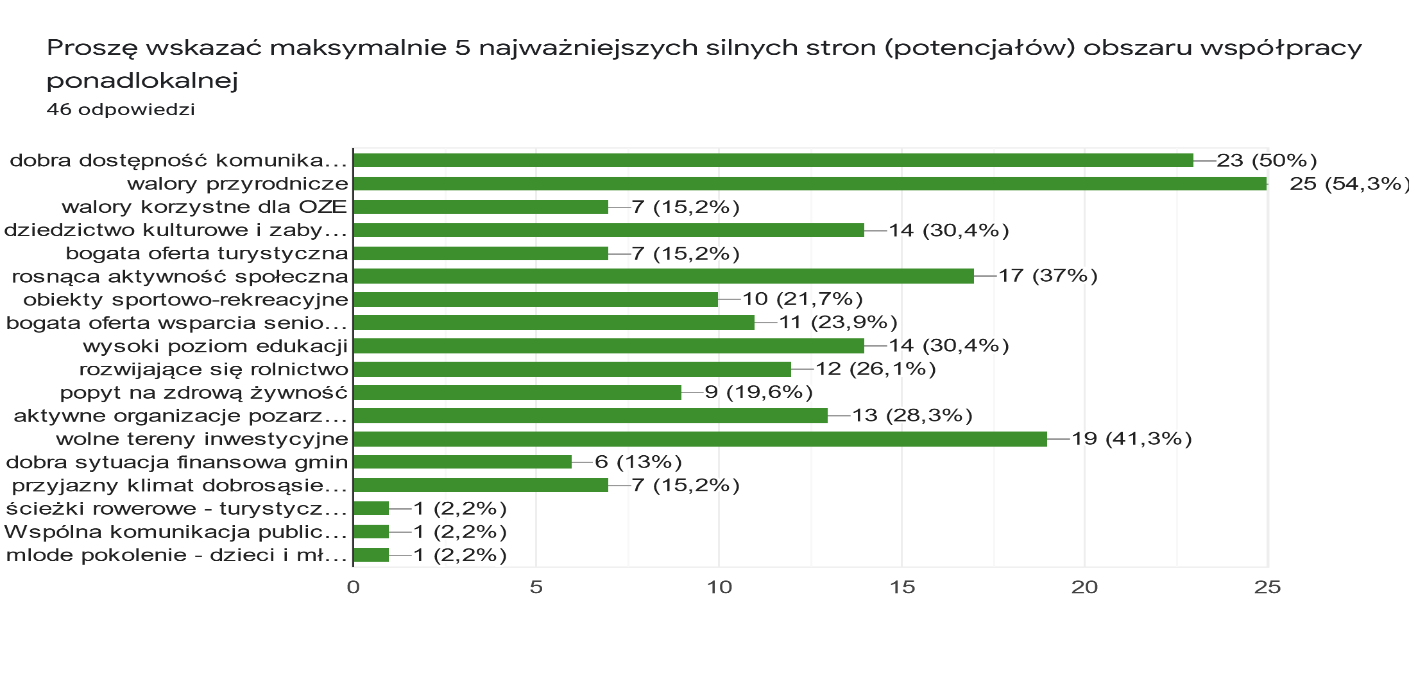 Proszę wskazać maksymalnie 5 najważniejszych silnych stron (potencjałów) obszaru współpracy
ponadlokalnej
46 odpowiedzi
dobra dostępność komunika... 23 (50%)
walory przyrodnicze 25 (54,3%)
walory korzystne dla OZE 7 (15,2%)
dziedzictwo kulturowe i zaby... 14 (30,4%)
bogata oferta turystyczna 7 (15,2%)
rosnąca aktywność społeczna 17 (37%)
obiekty sportowo-rekreacyjne 10 (21,7%)
bogata oferta wsparcia senio... 11 (23,9%)
wysoki poziom edukacji 14 (30,4%)
rozwijające się rolnictwo 12 (26,1%)
popyt na zdrową żywność 9 (19,6%)
aktywne organizacje pozarz... 13 (28,3%)
wolne tereny inwestycyjne 19 (41,3%)
dobra sytuacja finansowa gmin 6 (13%)
przyjazny klimat dobrosąsie... 7 (15,2%)
ścieżki rowerowe - turystycz... 1 (2,2%)
Wspólna komunikacja public... 1 (2,2%)
mlode pokolenie - dzieci i mł... 1 (2,2%)
0 5 10 15 20 25